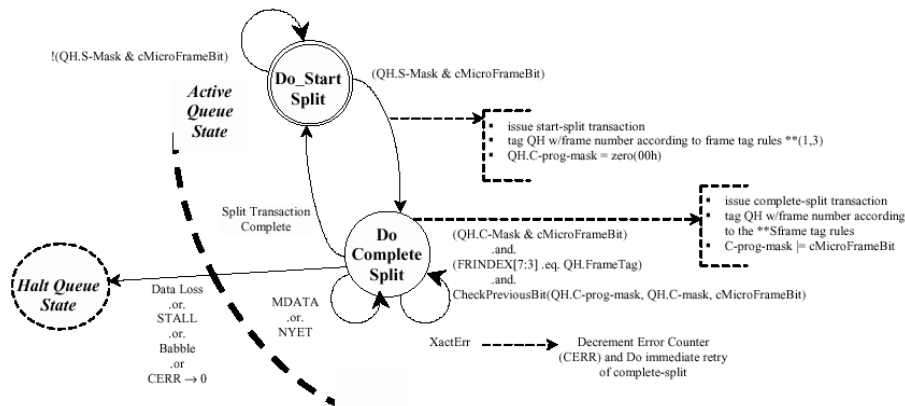 !(QH.S-Mask & cMicroFrameBit)
Do_Start
Split
(QH.S-Mask & cMicroFrameBit)
Active
Queue
State
▪ issue start-split transaction
▪ tag QH w/frame number according to frame tag rules **(1,3)
▪ QH.C-prog-mask = zero(00h)
Split Transaction
Complete
▪ issue complete-split transaction
▪ tag QH w/frame number according
to the **Sframe tag rules
▪ C-prog-mask |= cMicroFrameBit
Do
Complete
Split
(QH.C-Mask & cMicroFrameBit)
.and.
(FRINDEX[7:3] .eq. QH.FrameTag)
.and.
CheckPreviousBit(QH.C-prog-mask, QH.C-mask, cMicroFrameBit)
Halt Queue
State
Data Loss
.or.
STALL
.or.
Babble
.or
CERR → 0
MDATA
.or.
NYET
XactErr
Decrement Error Counter
(CERR) and Do immediate retry
of complete-split